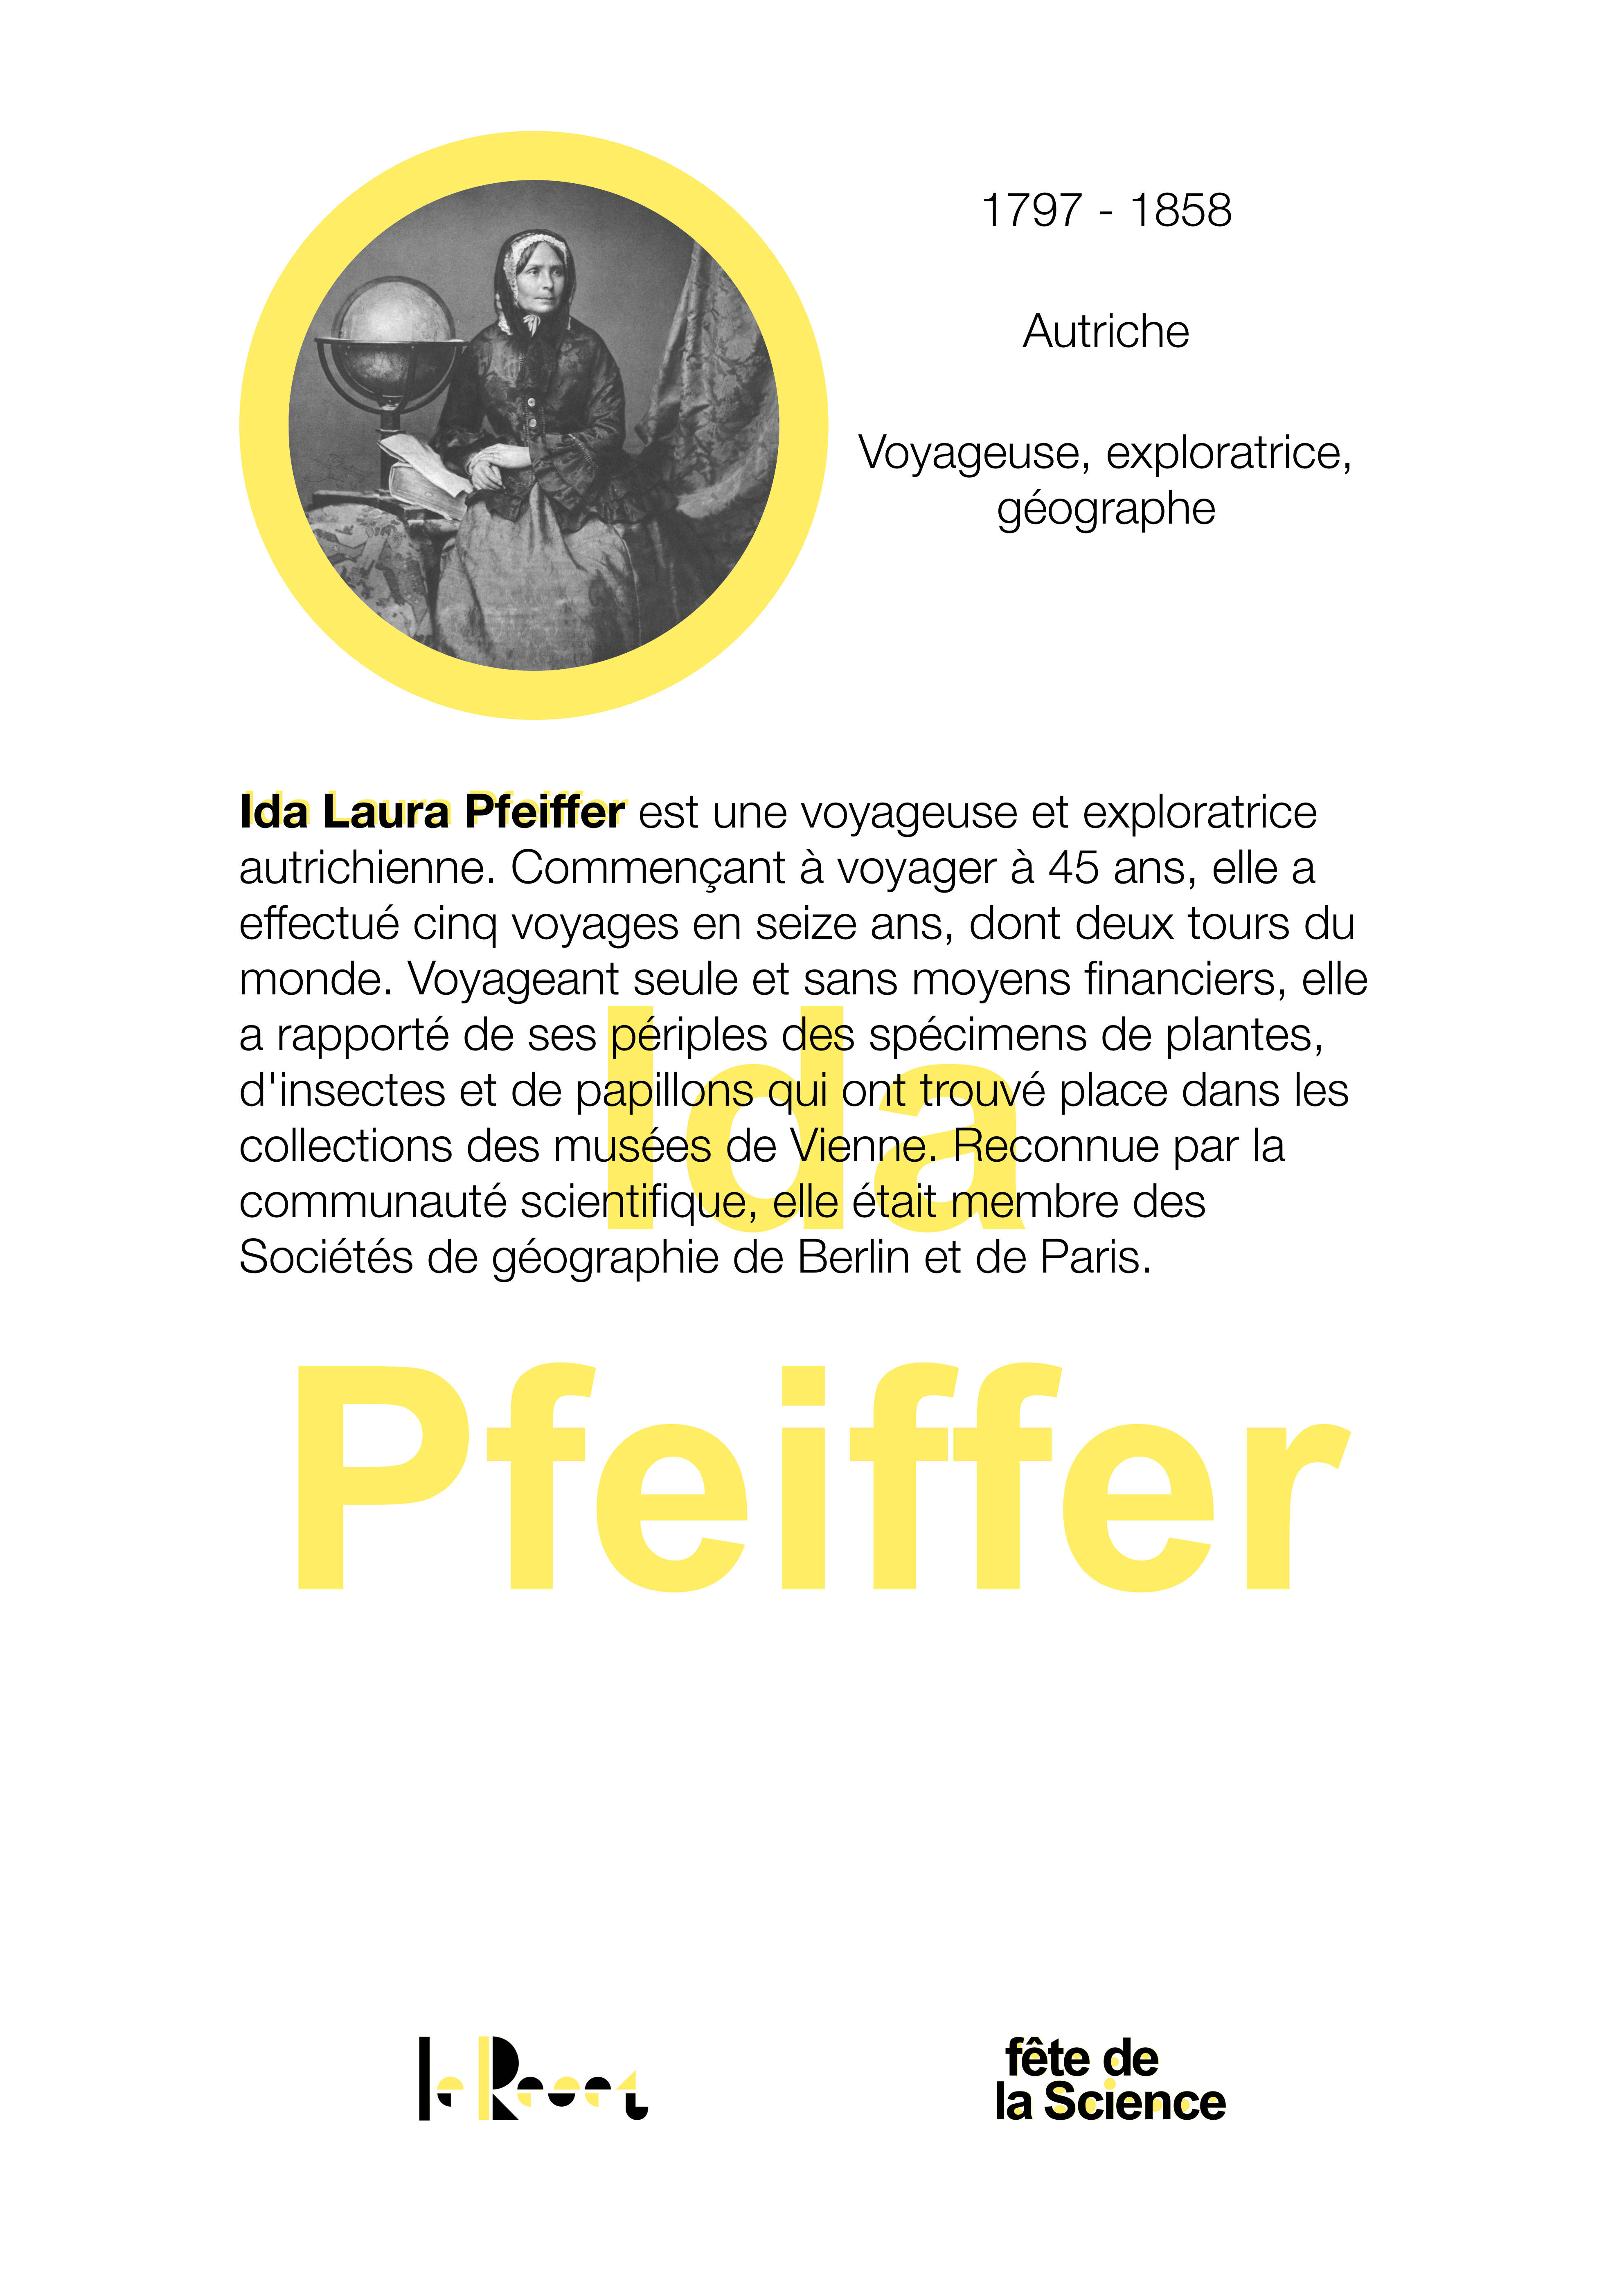 1797 - 1858
Autriche
Voyageuse, exploratrice,
géographe
Ida Laura Pfeiffer est une voyageuse et exploratrice
autrichienne. Commençant à voyager à 45 ans, elle a
effectué cinq voyages en seize ans, dont deux tours du
monde. Voyageant seule et sans moyens financiers, elle
a rapporté de ses périples des spécimens de plantes,
d'insectes et de papillons qui ont trouvé place dans les
collections des musées de Vienne. Reconnue par la
communauté scientifique, elle était membre des
Sociétés de géographie de Berlin et de Paris.
Ida
Pfeiffer
le Reset
fête de
la Science